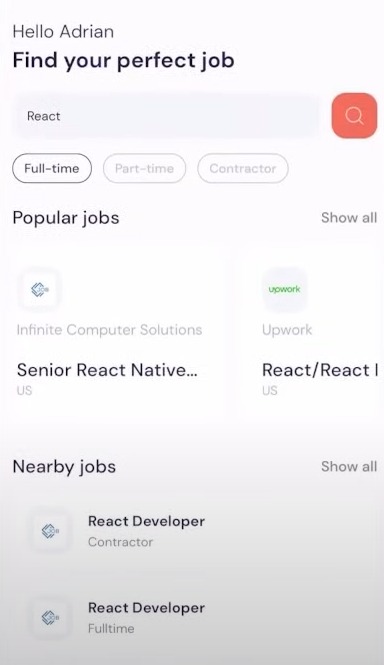 Hello Adrian
Find your perfect job
React
Full-time
Part-time
Contractor
Popular jobs
Show all
upwork
Infinite Computer Solutions
Upwork
Senior React Native...
React/React
US
US
Nearby jobs
Show all
React Developer
Contractor
React Developer
Fulltime